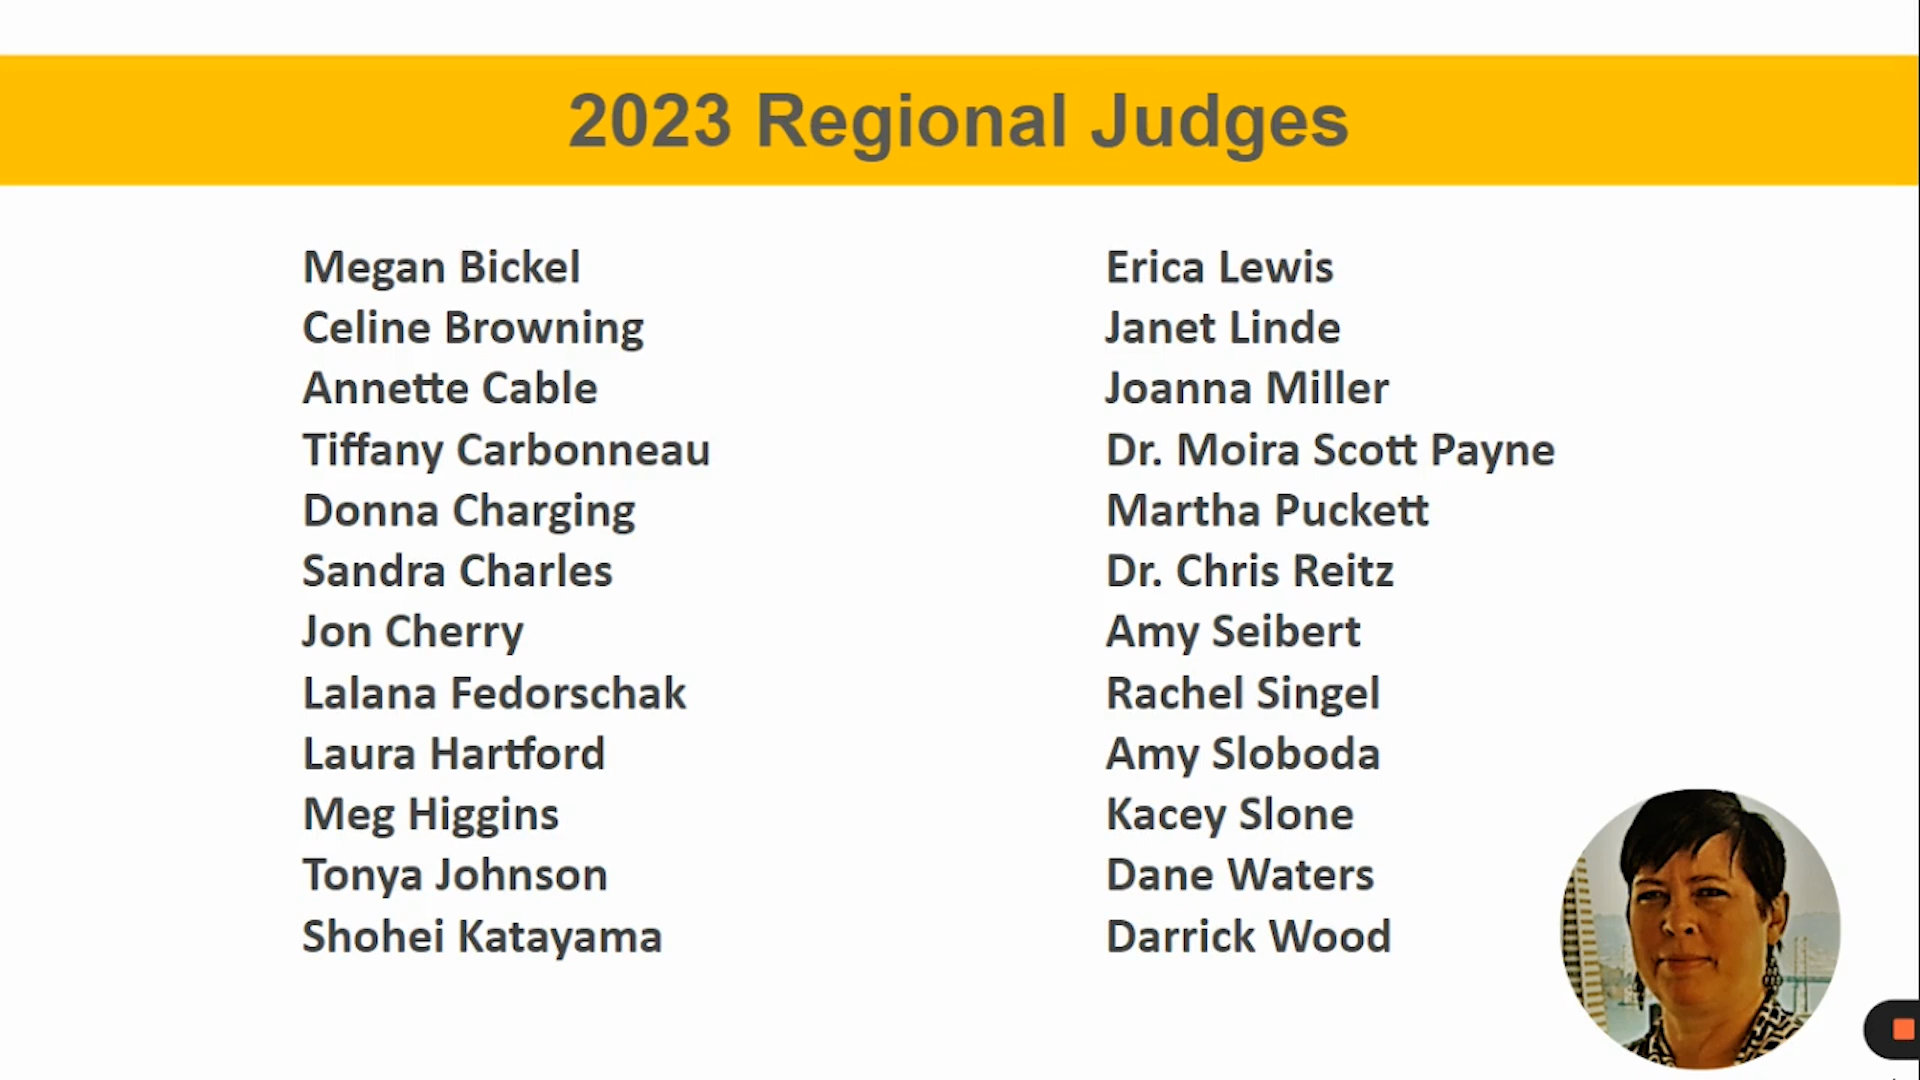 2023 Regional Judges
Megan Bickel
Celine Browning
Annette Cable
Tiffany Carbonneau
Donna Charging
Sandra Charles
Jon Cherry
Lalana Fedorschak
Laura Hartford
Meg Higgins
Tonya Johnson
Shohei Katayama
Erica Lewis
Janet Linde
Joanna Miller
Dr. Moira Scott Payne
Martha Puckett
Dr. Chris Reitz
Amy Seibert
Rachel Singel
Amy Sloboda
Kacey Slone
Dane Waters
Darrick Wood